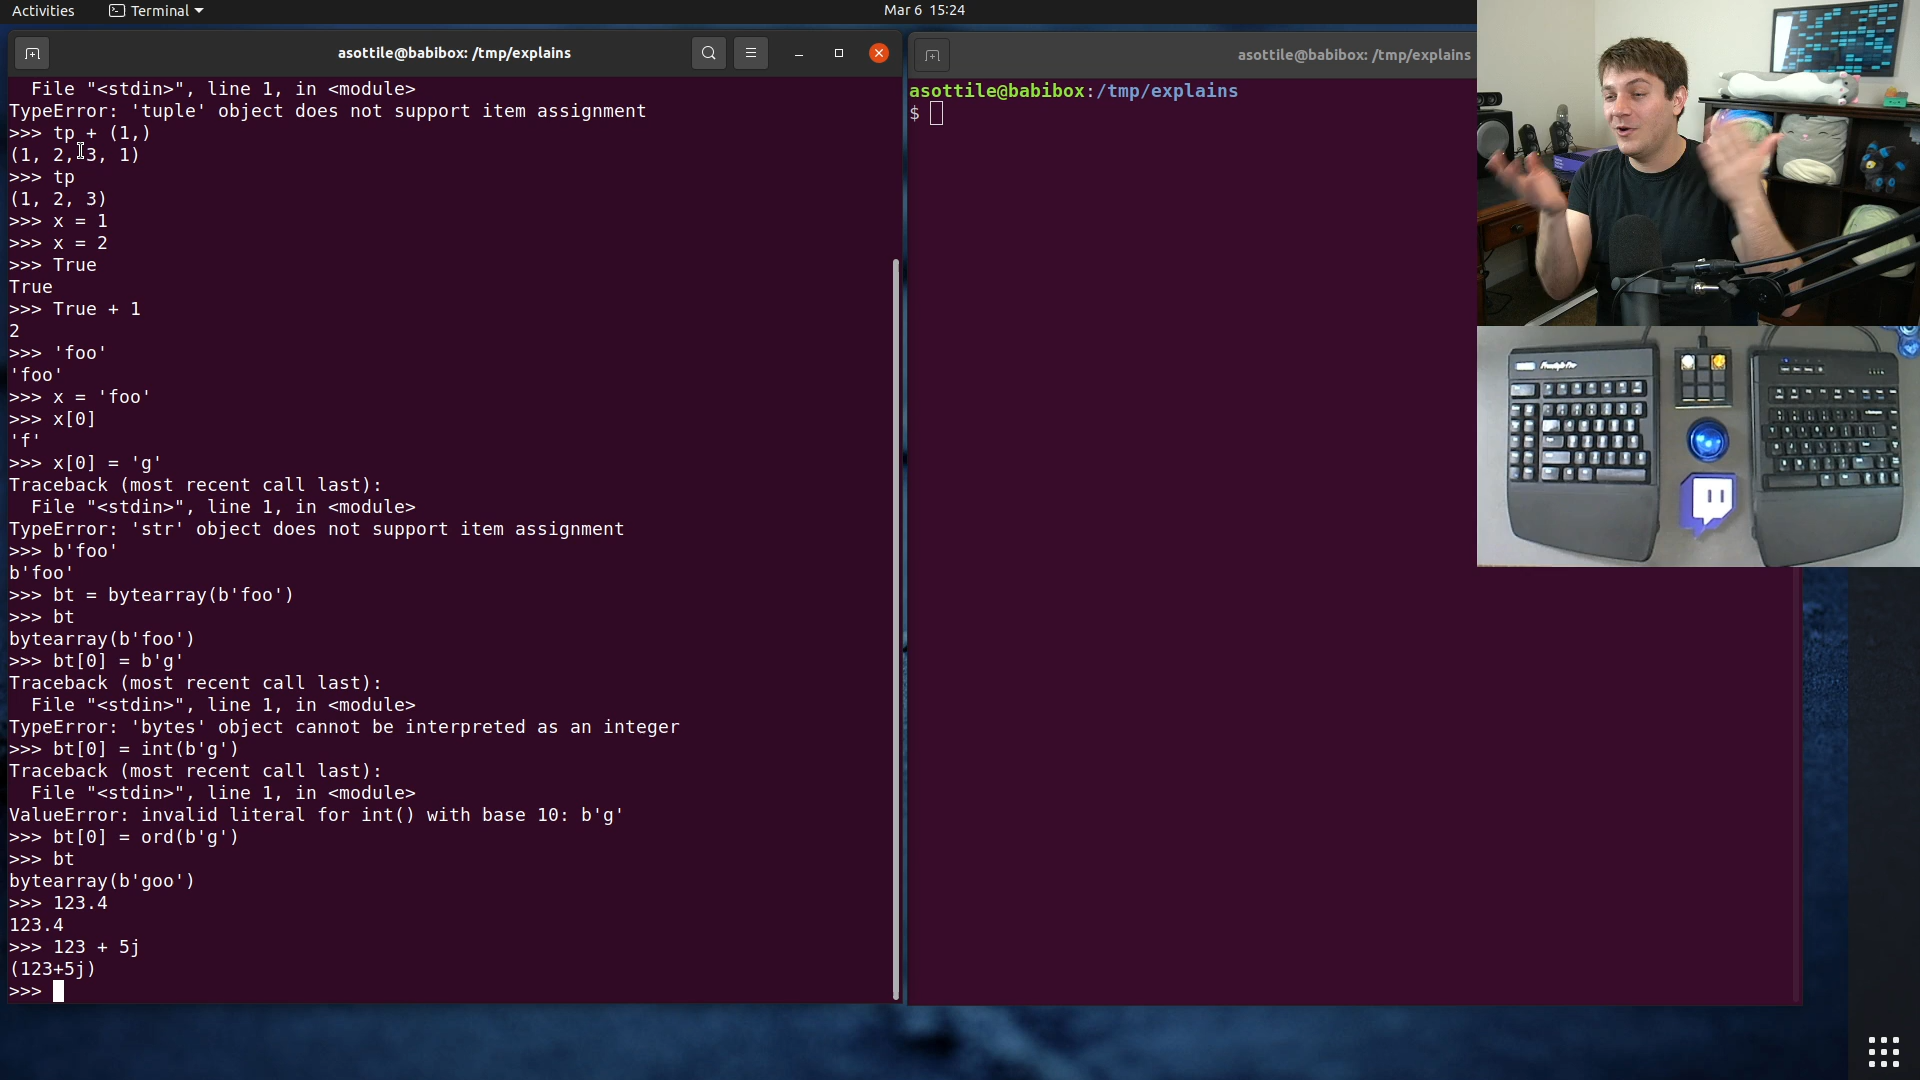 Activities
Terminal
Mar 6 15:24
asottile@babibox: /tmp/explains
File "<stdin>", line 1, in <module>
TypeError: 'tuple' object does not support item assignment
>>> tp + (1,)
(1, 2, 3, 1)
>>> tp
(1, 2, 3)
>>> x = 1
>>> x = 2
>>> True
True
>>> True + 1
2
>>> 'foo'
'foo'
>>> x = 'foo'
>>> x[0]
'f'
>>> x[0] = 'g'
Traceback (most recent call last):
File "<stdin>", line 1, in <module>
TypeError: 'str' object does not support item assignment
>>> b'foo'
b'foo'
>>> bt = bytearray(b'foo')
>>> bt
bytearray(b'foo')
>>> bt[0] = b'g'
Traceback (most recent call last):
File "<stdin>", line 1, in <module>
TypeError: 'bytes' object cannot be interpreted as an integer
>>> bt[0] = int(b'g')
Traceback (most recent call last):
File "<stdin>", line 1, in <module>
ValueError: invalid literal for int() with base 10: b'g'
>>> bt[0] = ord(b'g')
>>> bt
bytearray(b'goo')
>>> 123.4
123.4
>>> 123 + 5j
(123+5j)
>>>
asottile@babibox: /tmp/explains
asottile@babibox:/tmp/explains
$
Freestyle Pro